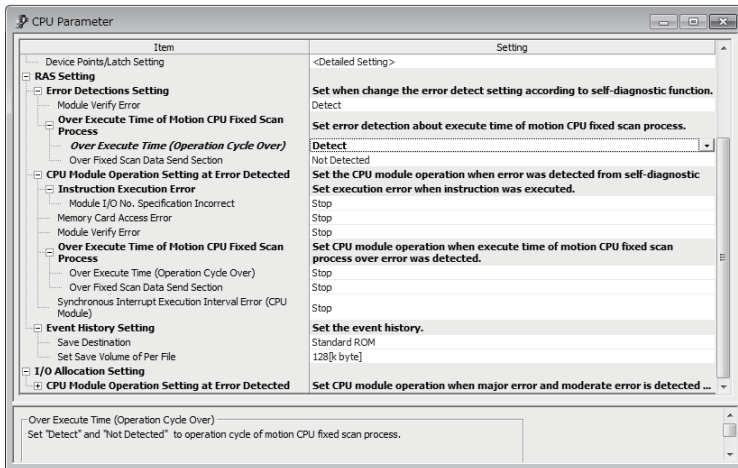 CPU Parameter
Item Setting
Device Points/Latch Setting <Detailed Setting>
RAS Setting
Error Detections Setting Set when change the error detect setting according to self-diagnostic function.
Module Verify Error Detect
Over Execute Time of Motion CPU Fixed Scan
Process
Set error detection about execute time of motion CPU fixed scan process.
Over Execute Time (Operation Cycle Over) Detect
Over Fixed Scan Data Send Section Not Detected
CPU Module Operation Setting at Error Detected Set the CPU module operation when error was detected from self-diagnostic
Instruction Execution Error Set execution error when instruction was executed.
Module I/O No. Specification Incorrect Stop
Memory Card Access Error Stop
Module Verify Error Stop
Over Execute Time of Motion CPU Fixed Scan
Process
Set CPU module operation when execute time of motion CPU fixed scan
process over error was detected.
Over Execute Time (Operation Cycle Over) Stop
Over Fixed Scan Data Send Section Stop
Synchronous Interrupt Execution Interval Error (CPU
Module)
Stop
Event History Setting Set the event history.
Save Destination Standard ROM
Set Save Volume of Per File 128[k byte]
I/O Allocation Setting
CPU Module Operation Setting at Error Detected Set CPU module operation when major error and moderate error is detected ...
Over Execute Time (Operation Cycle Over)
Set "Detect" and "Not Detected" to operation cycle of motion CPU fixed scan process.